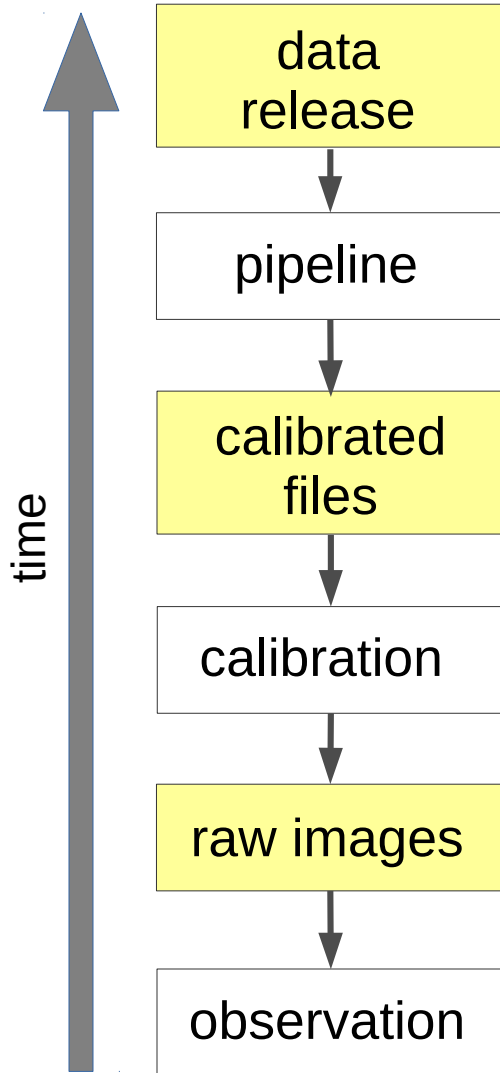 data
release
pipeline
calibrated
files
time
calibration
raw images
observation